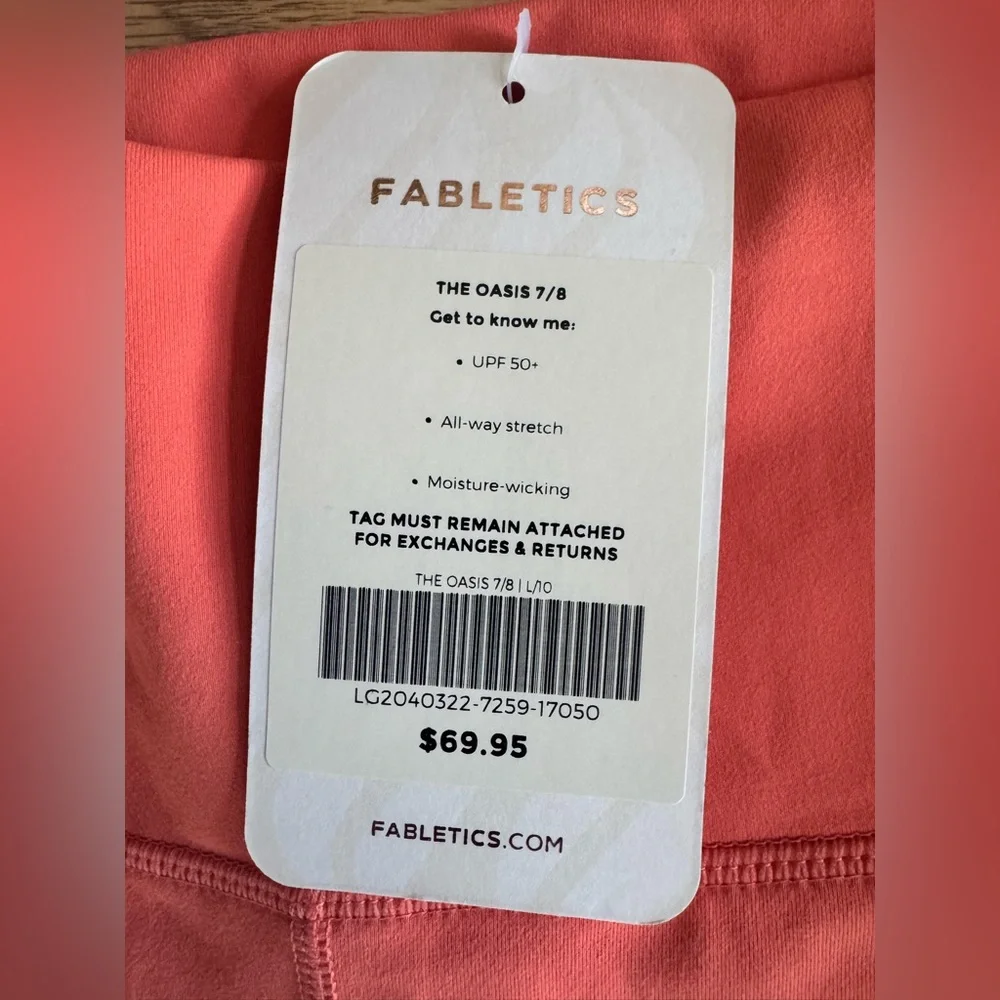 FABLETICS
THE OASIS 7/8
Get to know me:
• UPF 50+
• All-way stretch
• Moisture-wicking
TAG MUST REMAIN ATTACHED
FOR EXCHANGES & RETURNS
THE OASIS 7/8 | L/10
LG2040322-7259-17050
$69.95
FABLETICS.COM